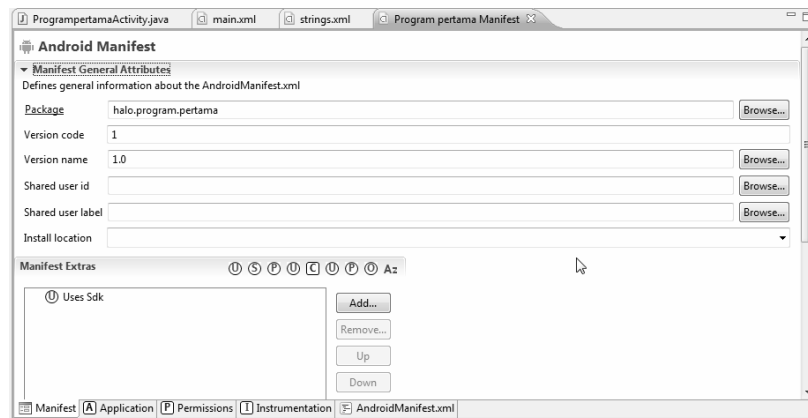 ProgrampertamaActivity.java main.xml strings.xml Program pertama Manifest
Android Manifest
Manifest General Attributes
Defines general information about the AndroidManifest.xml
Package halo.program.pertama Browse...
Version code 1
Version name 1.0 Browse...
Shared user id Browse...
Shared user label Browse...
Install location
Manifest Extras U S P U C U P O Az
U Uses Sdk
Add...
Remove...
Up
Down
Manifest A Application P Permissions I Instrumentation AndroidManifest.xml